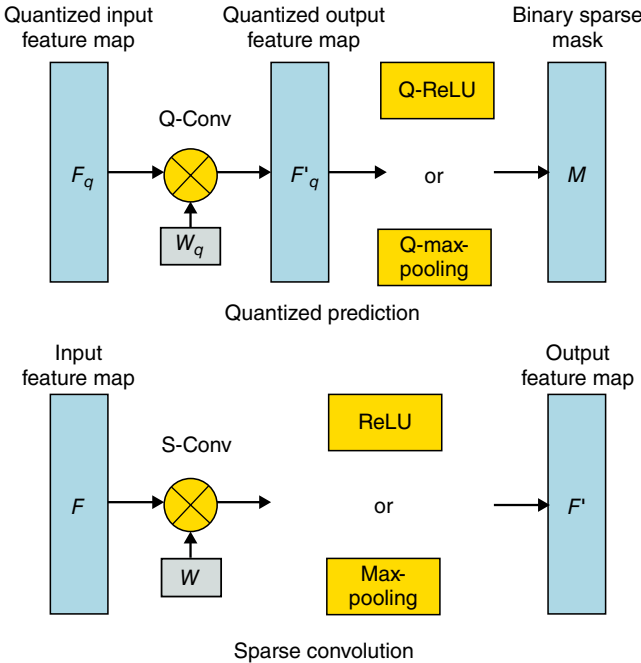 Quantized input
feature map
Quantized output
feature map
Binary sparse
mask
Q-Conv
Q-ReLU
F_q
F'_q
or
M
W_q
Q-max-
pooling
Quantized prediction
Input
feature map
Output
feature map
S-Conv
ReLU
F
or
F'
W
Max-
pooling
Sparse convolution